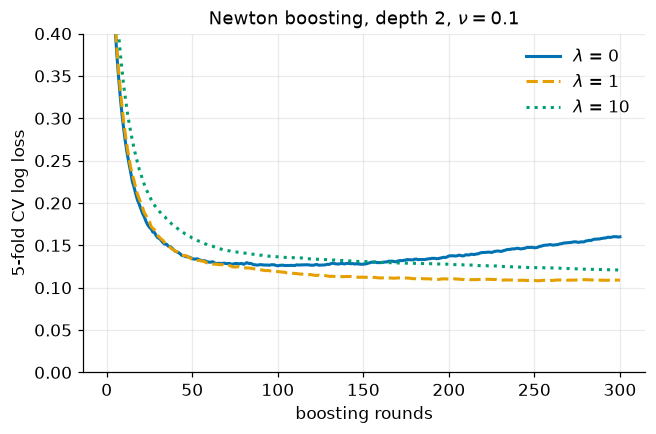 Newton boosting, depth 2, ν = 0.1
5-fold CV log loss
0.40
0.35
0.30
0.25
0.20
0.15
0.10
0.05
0.00
λ = 0
λ = 1
λ = 10
0 50 100 150 200 250 300
boosting rounds